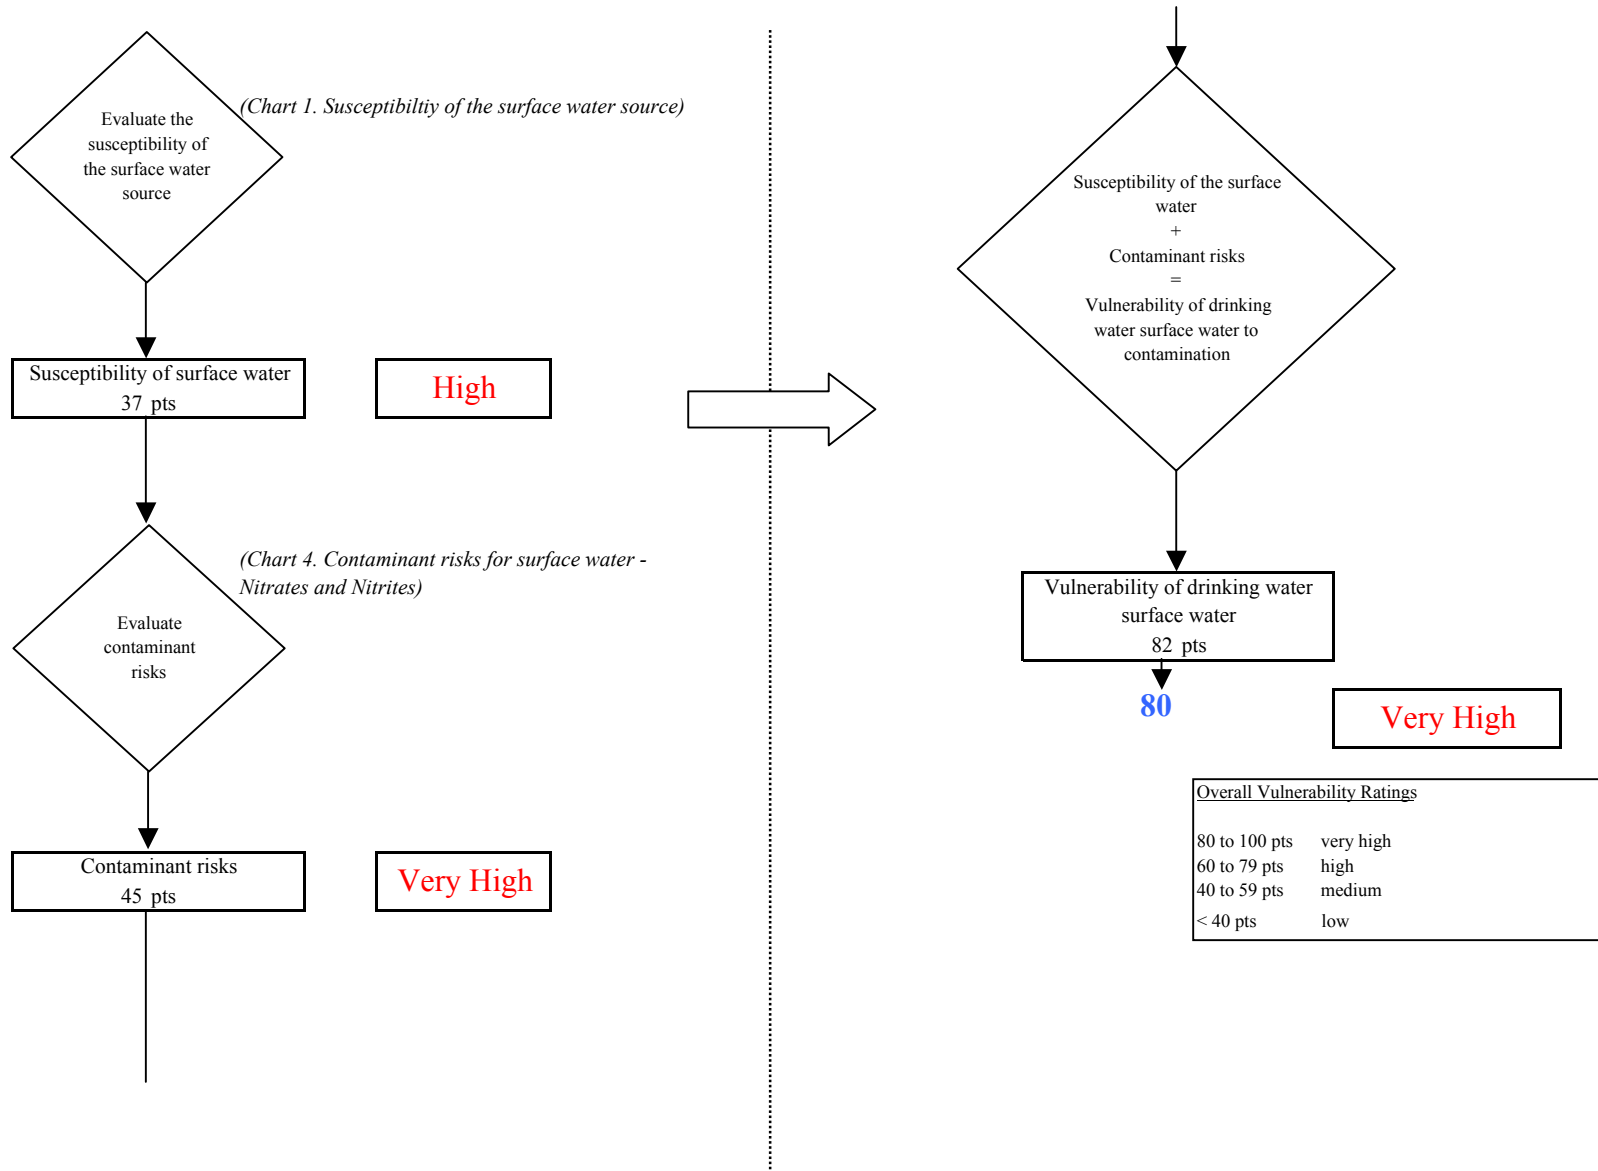 Evaluate the
susceptibility of
the surface water
source
(Chart 1. Susceptibiltiy of the surface water source)
Susceptibility of surface water
37 pts
High
(Chart 4. Contaminant risks for surface water -
Nitrates and Nitrites)
Evaluate
contaminant
risks
Contaminant risks
45 pts
Very High
Susceptibility of the surface
water
+
Contaminant risks
=
Vulnerability of drinking
water surface water to
contamination
Vulnerability of drinking water
surface water
82 pts
80
Very High
Overall Vulnerability Ratings
80 to 100 pts very high
60 to 79 pts high
40 to 59 pts medium
< 40 pts low